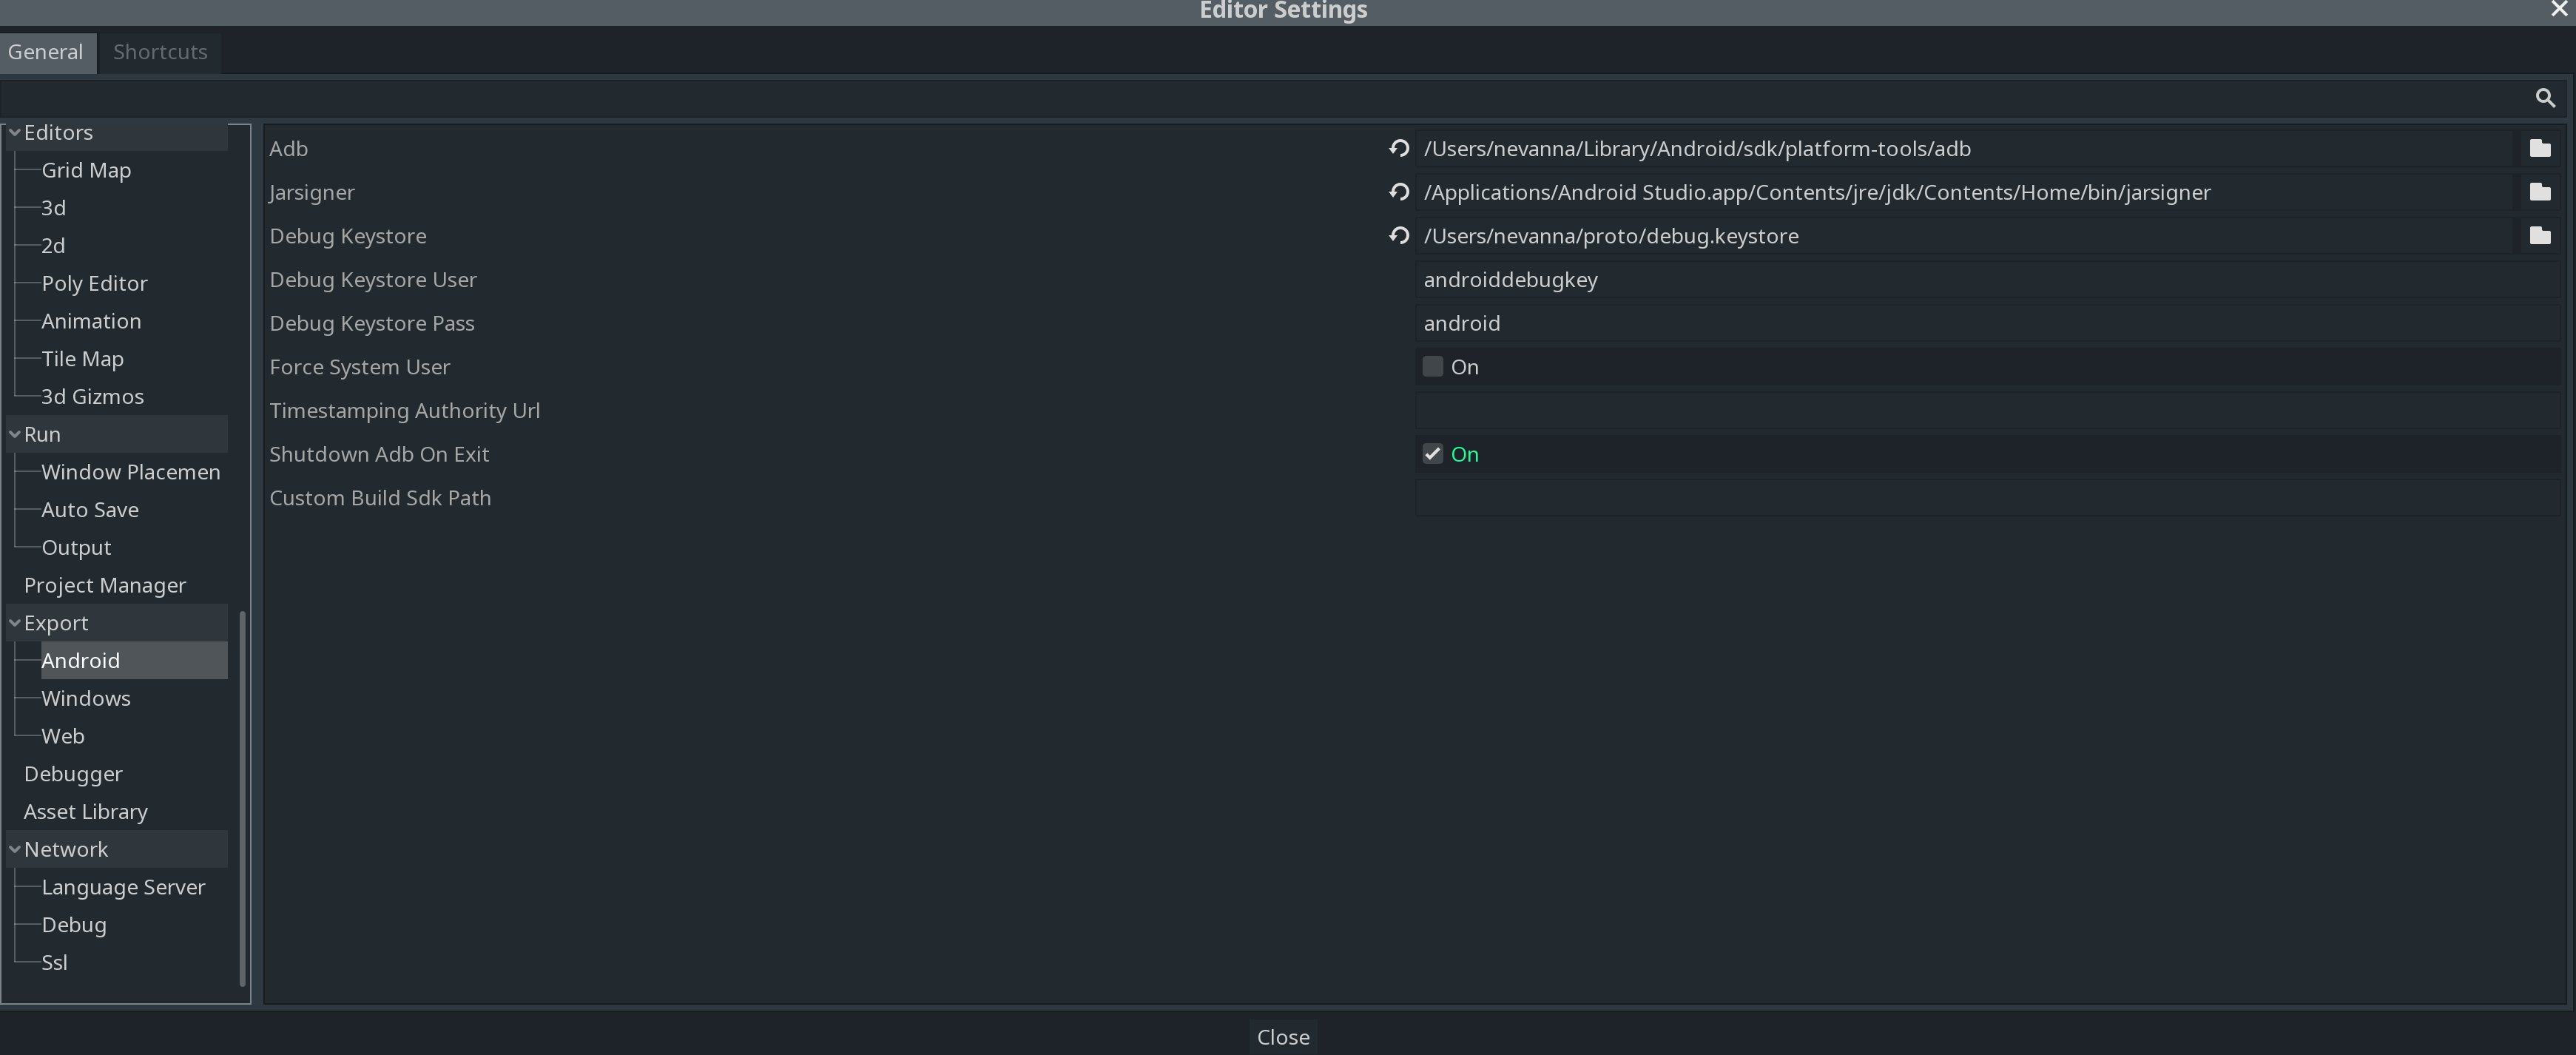 Editor Settings
General
Shortcuts
Editors
Grid Map
3d
2d
Poly Editor
Animation
Tile Map
3d Gizmos
Run
Window Placemen
Auto Save
Output
Project Manager
Export
Android
Windows
Web
Debugger
Asset Library
Network
Language Server
Debug
Ssl
Adb /Users/nevanna/Library/Android/sdk/platform-tools/adb
Jarsigner /Applications/Android Studio.app/Contents/jre/jdk/Contents/Home/bin/jarsigner
Debug Keystore /Users/nevanna/proto/debug.keystore
Debug Keystore User androiddebugkey
Debug Keystore Pass android
Force System User On
Timestamping Authority Url
Shutdown Adb On Exit On
Custom Build Sdk Path
Close